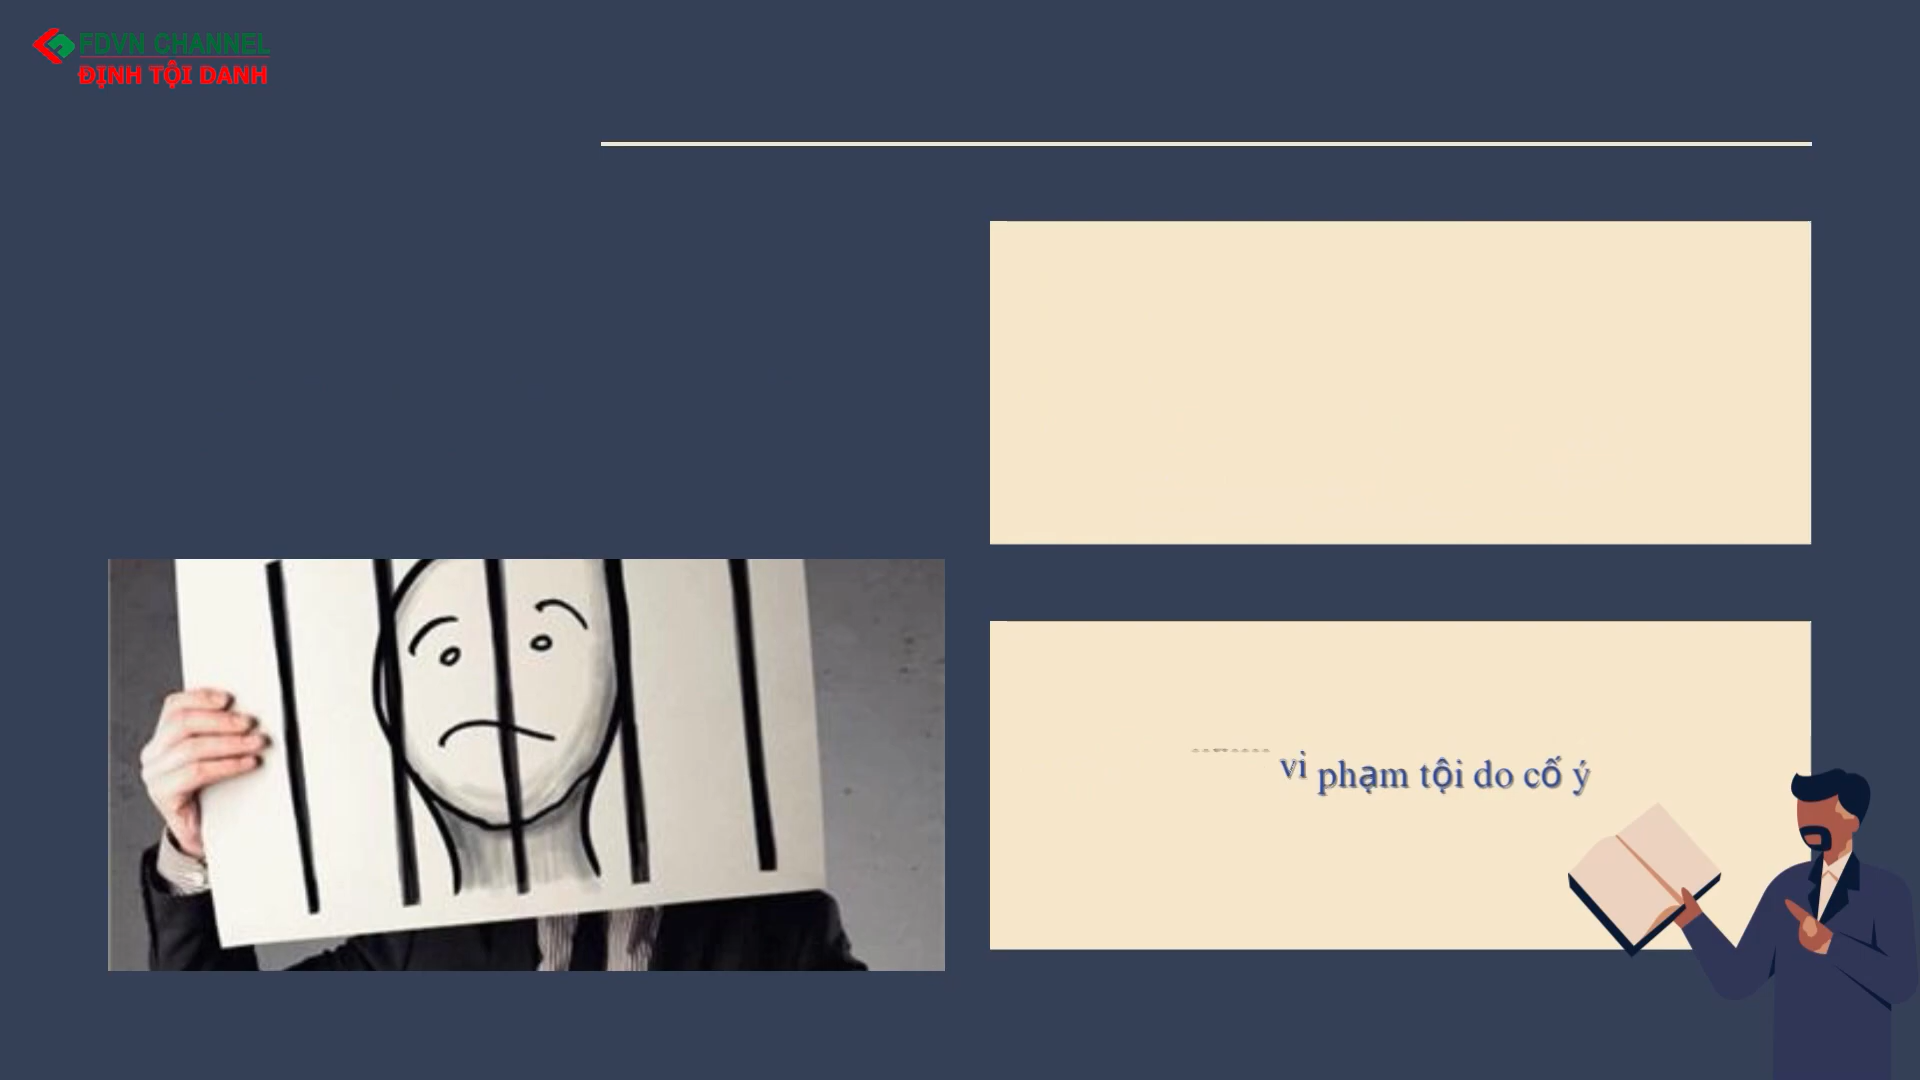 FDVN CHANNEL
ĐỊNH TỘI DANH
vi phạm tội do cố ý